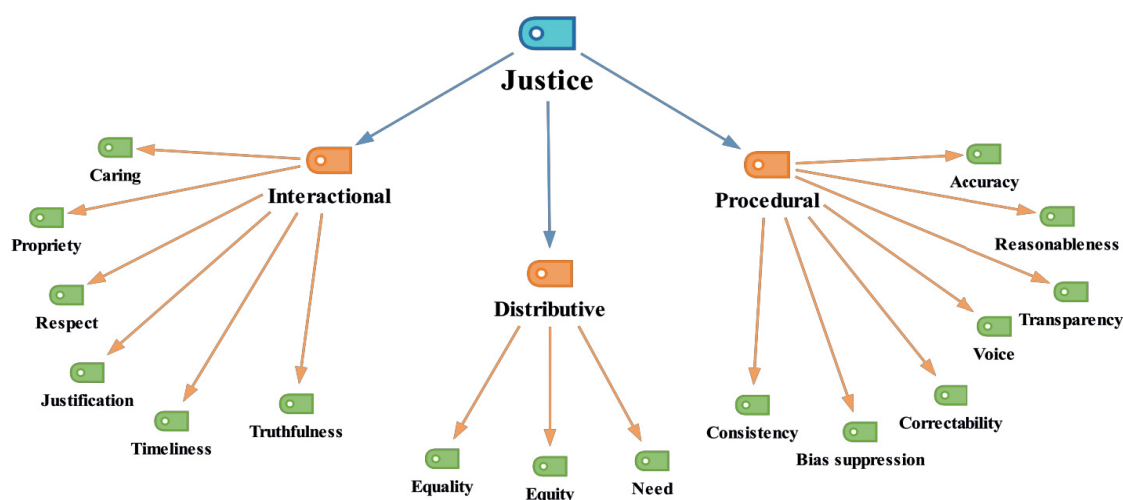 Justice
Interactional
Caring
Propriety
Respect
Justification
Timeliness
Truthfulness
Distributive
Equality
Equity
Need
Procedural
Accuracy
Reasonableness
Transparency
Voice
Correctability
Bias suppression
Consistency